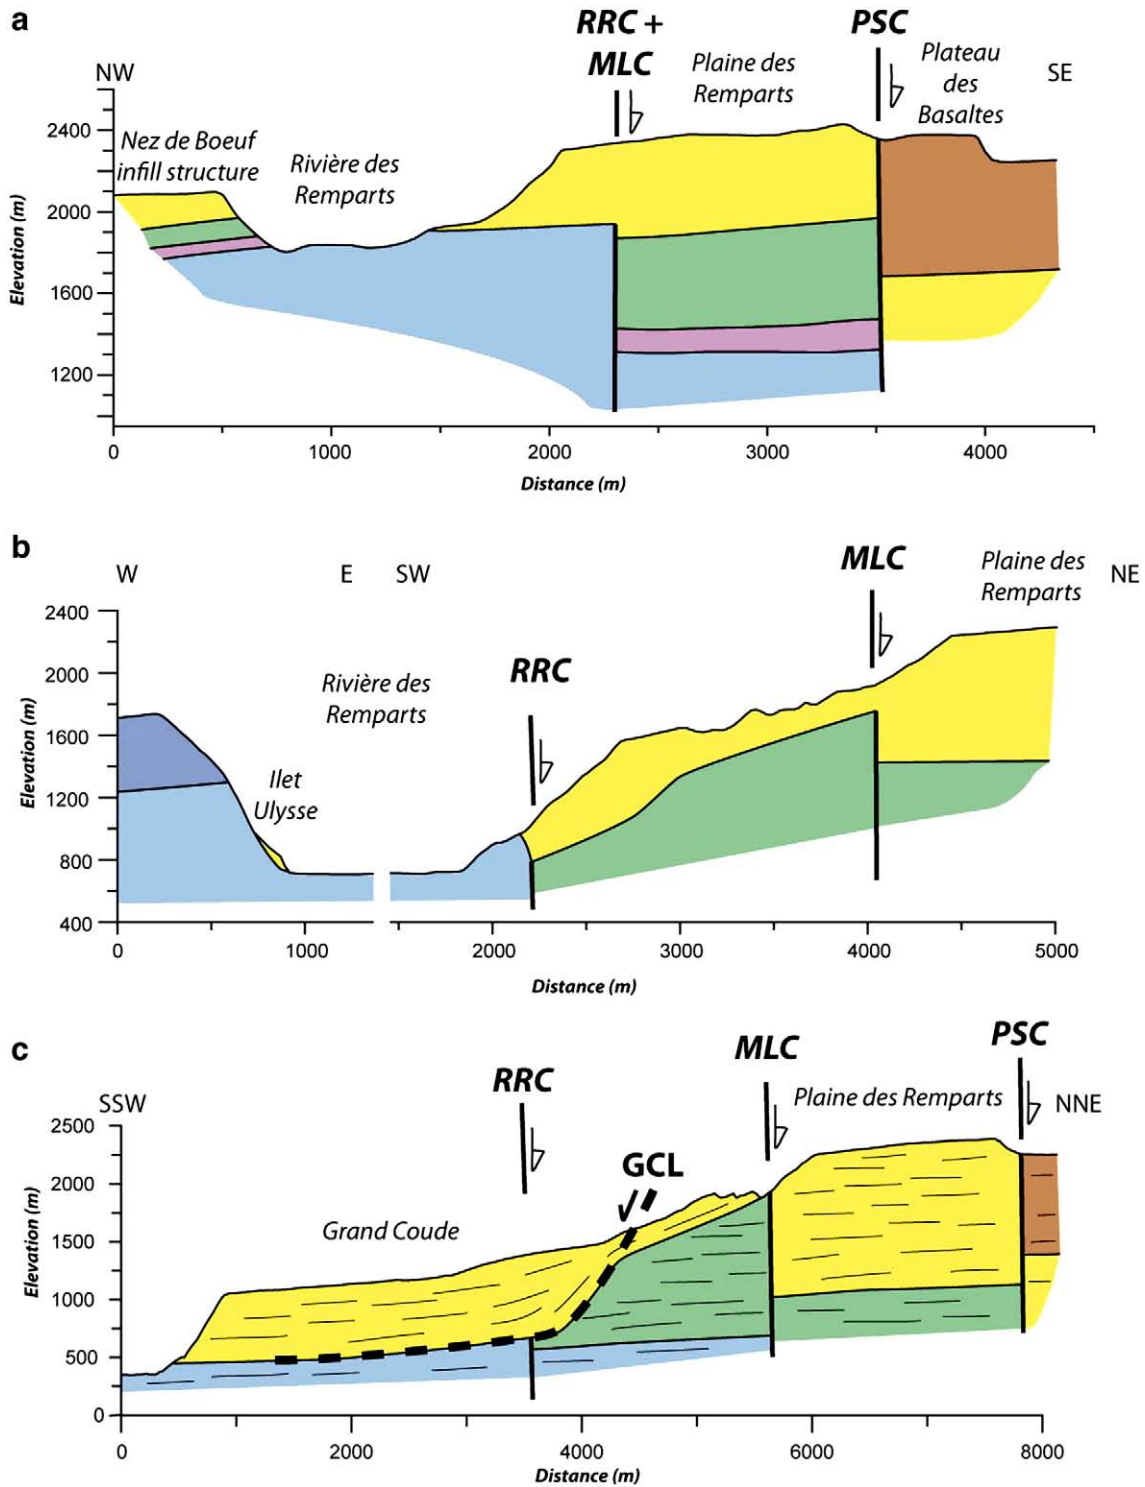 a
RRC +
MLC
PSC
NW
Plaine des
Remparts
Plateau
des
Basaltes
SE
Nez de Boeuf
infill structure
Rivière des
Remparts
2400
2000
1600
1200
Elevation (m)
0 1000 2000 3000 4000
Distance (m)
b
W E SW
MLC
Plaine des
Remparts
NE
RRC
Rivière des
Remparts
Ilet
Ulysse
2400
2000
1600
1200
800
400
Elevation (m)
0 1000 2000 3000 4000 5000
Distance (m)
c
SSW
RRC
MLC
PSC
Plaine des Remparts
NNE
GCL
Grand Coude
2500
2000
1500
1000
500
0
Elevation (m)
0 2000 4000 6000 8000
Distance (m)